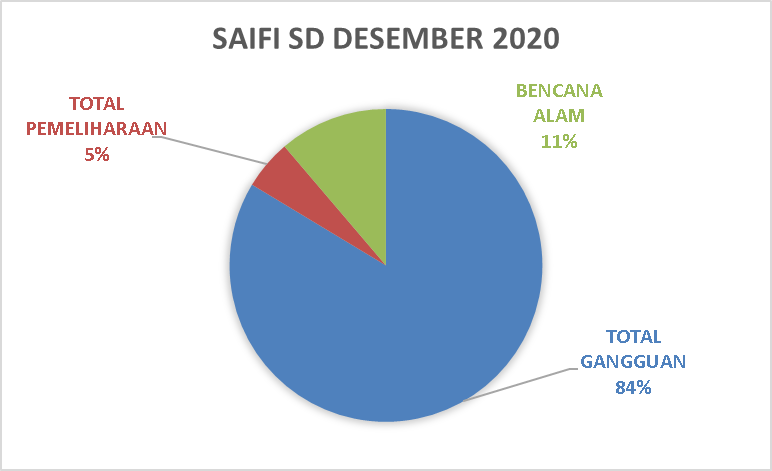 SAIFI SD DESEMBER 2020
TOTAL
PEMELIHARAAN
5%
BENCANA
ALAM
11%
TOTAL
GANGGUAN
84%